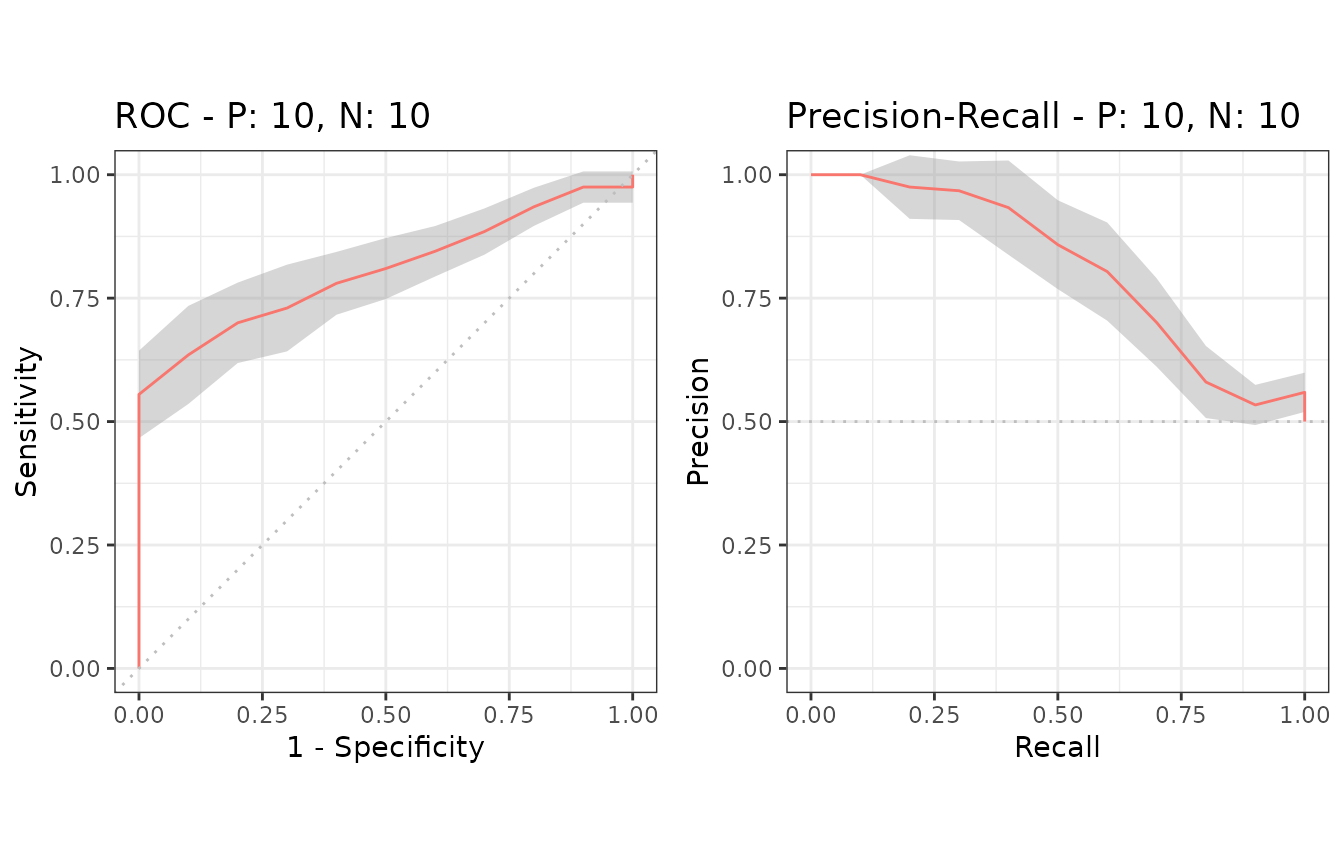 ROC - P: 10, N: 10
Sensitivity
1.00
0.75
0.50
0.25
0.00
0.00 0.25 0.50 0.75 1.00
1 - Specificity
Precision-Recall - P: 10, N: 10
Precision
1.00
0.75
0.50
0.25
0.00
0.00 0.25 0.50 0.75 1.00
Recall